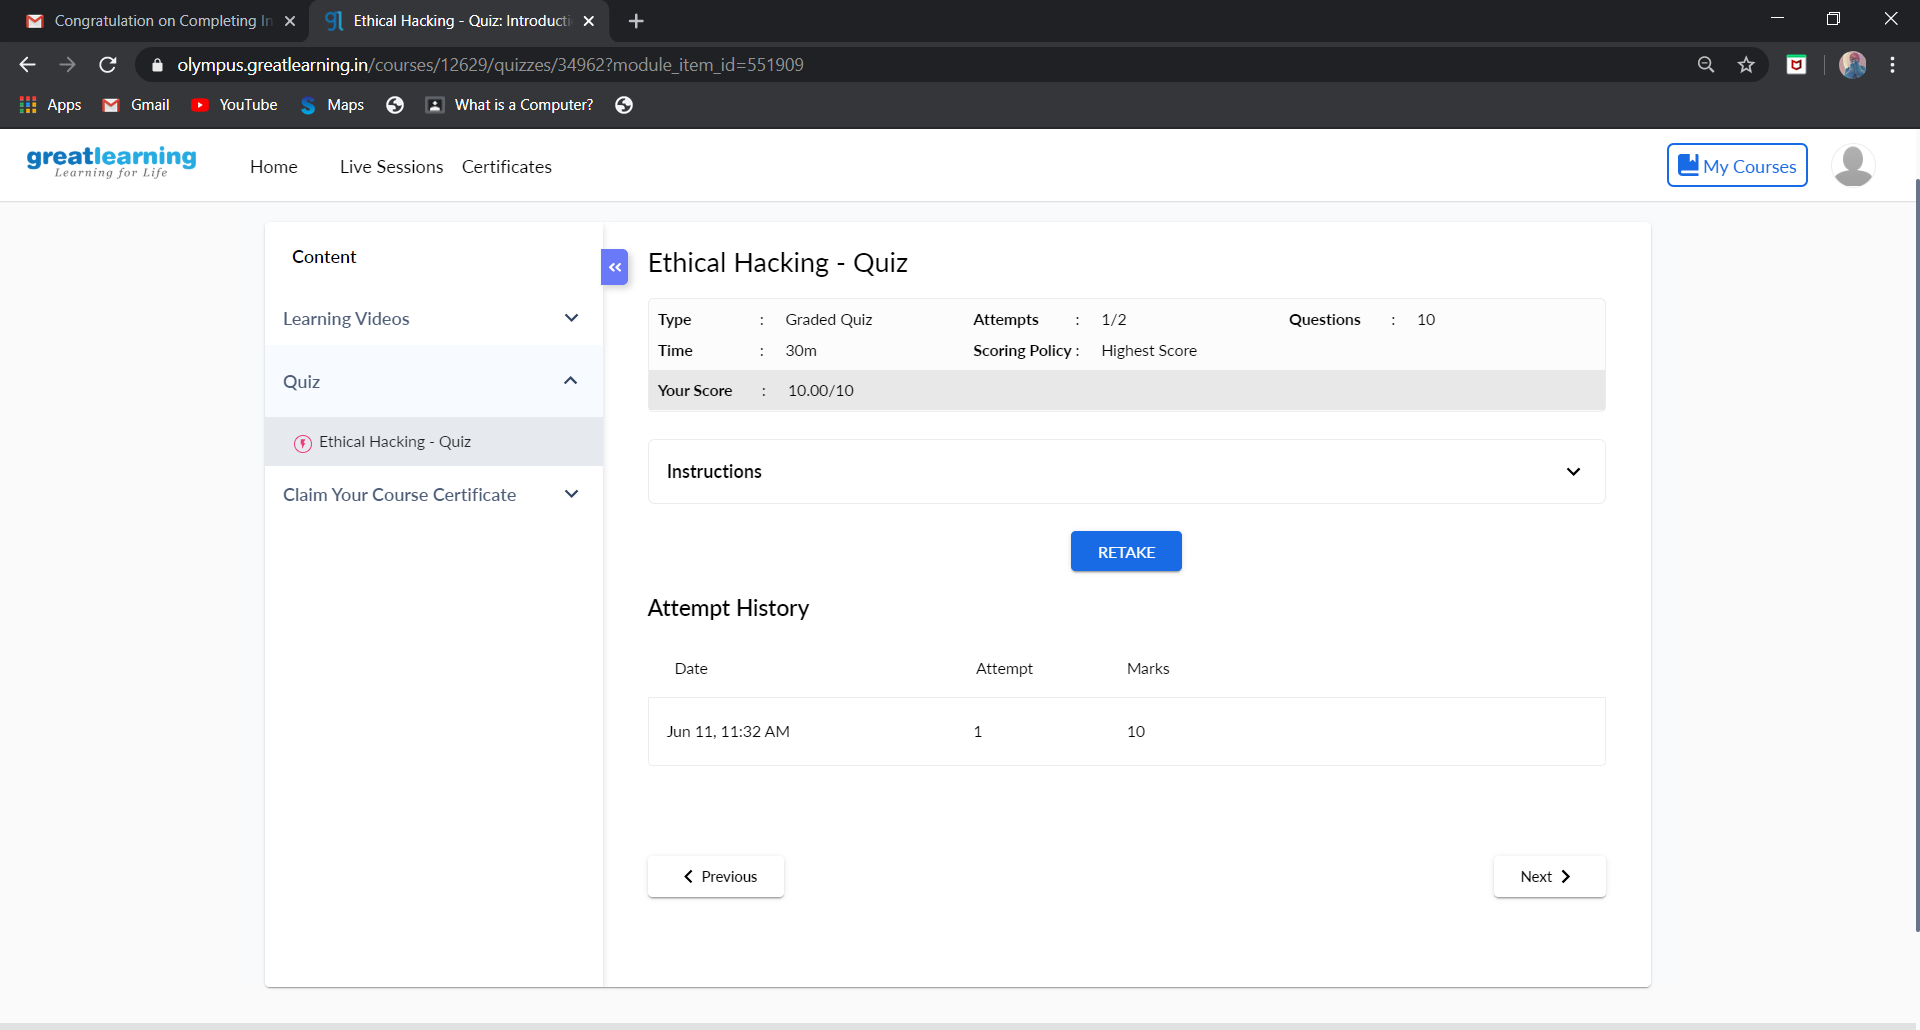 Congratulation on Completing In
Ethical Hacking - Quiz: Introducti
olympus.greatlearning.in/courses/12629/quizzes/34962?module_item_id=551909
Apps Gmail YouTube Maps What is a Computer?
greatlearning
Learning for Life
Home Live Sessions Certificates My Courses
Content
Learning Videos
Quiz
Ethical Hacking - Quiz
Claim Your Course Certificate
Ethical Hacking - Quiz
Type : Graded Quiz Attempts : 1/2 Questions : 10
Time : 30m Scoring Policy : Highest Score
Your Score : 10.00/10
Instructions
RETAKE
Attempt History
Date Attempt Marks
Jun 11, 11:32 AM 1 10
Previous Next